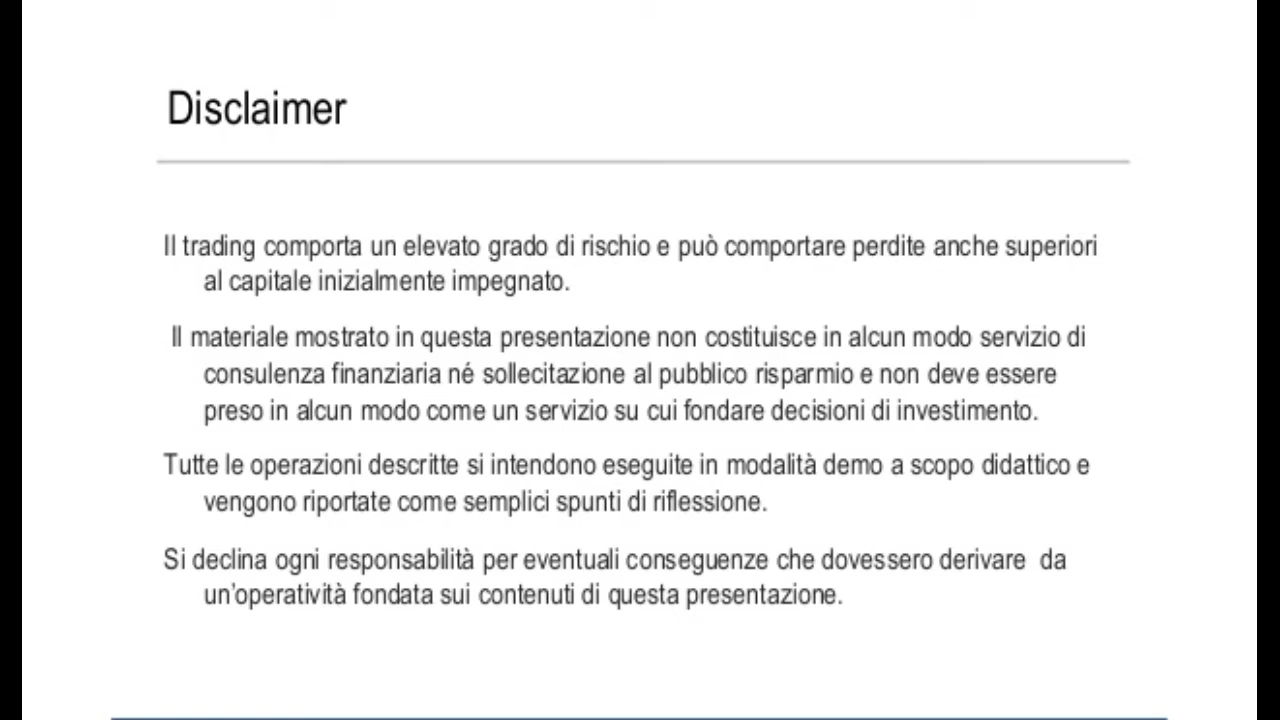 Disclaimer
Il trading comporta un elevato grado di rischio e può comportare perdite anche superiori
al capitale inizialmente impegnato.
Il materiale mostrato in questa presentazione non costituisce in alcun modo servizio di
consulenza finanziaria né sollecitazione al pubblico risparmio e non deve essere
preso in alcun modo come un servizio su cui fondare decisioni di investimento.
Tutte le operazioni descritte si intendono eseguite in modalità demo a scopo didattico e
vengono riportate come semplici spunti di riflessione.
Si declina ogni responsabilità per eventuali conseguenze che dovessero derivare da
un’operatività fondata sui contenuti di questa presentazione.